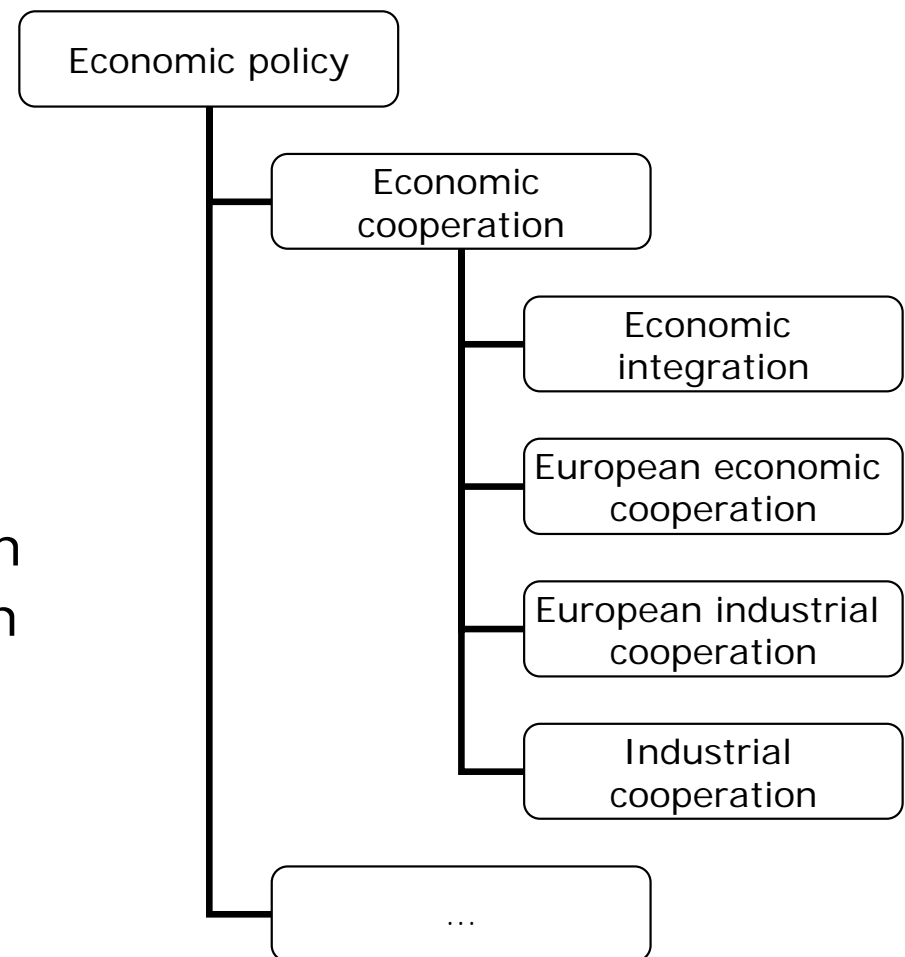 Economic policy
Economic
cooperation
Economic
integration
European economic
cooperation
n
European industrial
cooperation
n
Industrial
cooperation
...